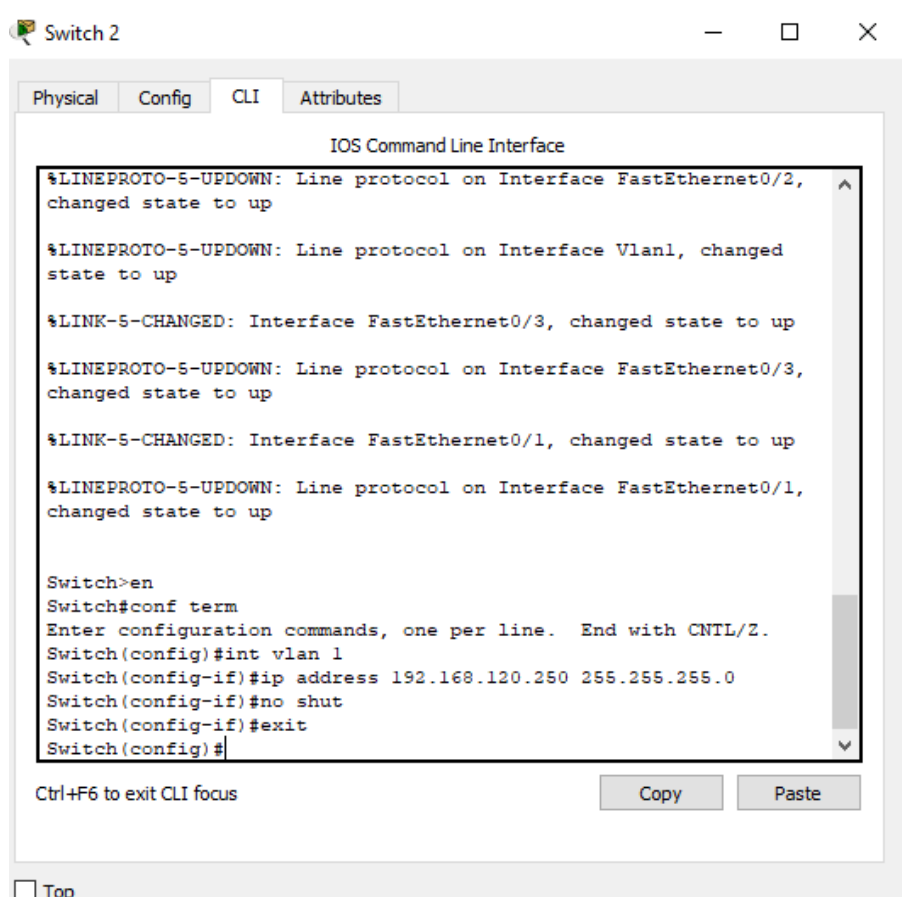 Switch 2
Physical Config CLI Attributes
IOS Command Line Interface
%LINEPROTO-5-UPDOWN: Line protocol on Interface FastEthernet0/2,
changed state to up
%LINEPROTO-5-UPDOWN: Line protocol on Interface Vlan1, changed
state to up
%LINK-5-CHANGED: Interface FastEthernet0/3, changed state to up
%LINEPROTO-5-UPDOWN: Line protocol on Interface FastEthernet0/3,
changed state to up
%LINK-5-CHANGED: Interface FastEthernet0/1, changed state to up
%LINEPROTO-5-UPDOWN: Line protocol on Interface FastEthernet0/1,
changed state to up
Switch>en
Switch#conf term
Enter configuration commands, one per line.  End with CNTL/Z.
Switch(config)#int vlan 1
Switch(config-if)#ip address 192.168.120.250 255.255.255.0
Switch(config-if)#no shut
Switch(config-if)#exit
Switch(config)#
Ctrl+F6 to exit CLI focus
Copy Paste
Top